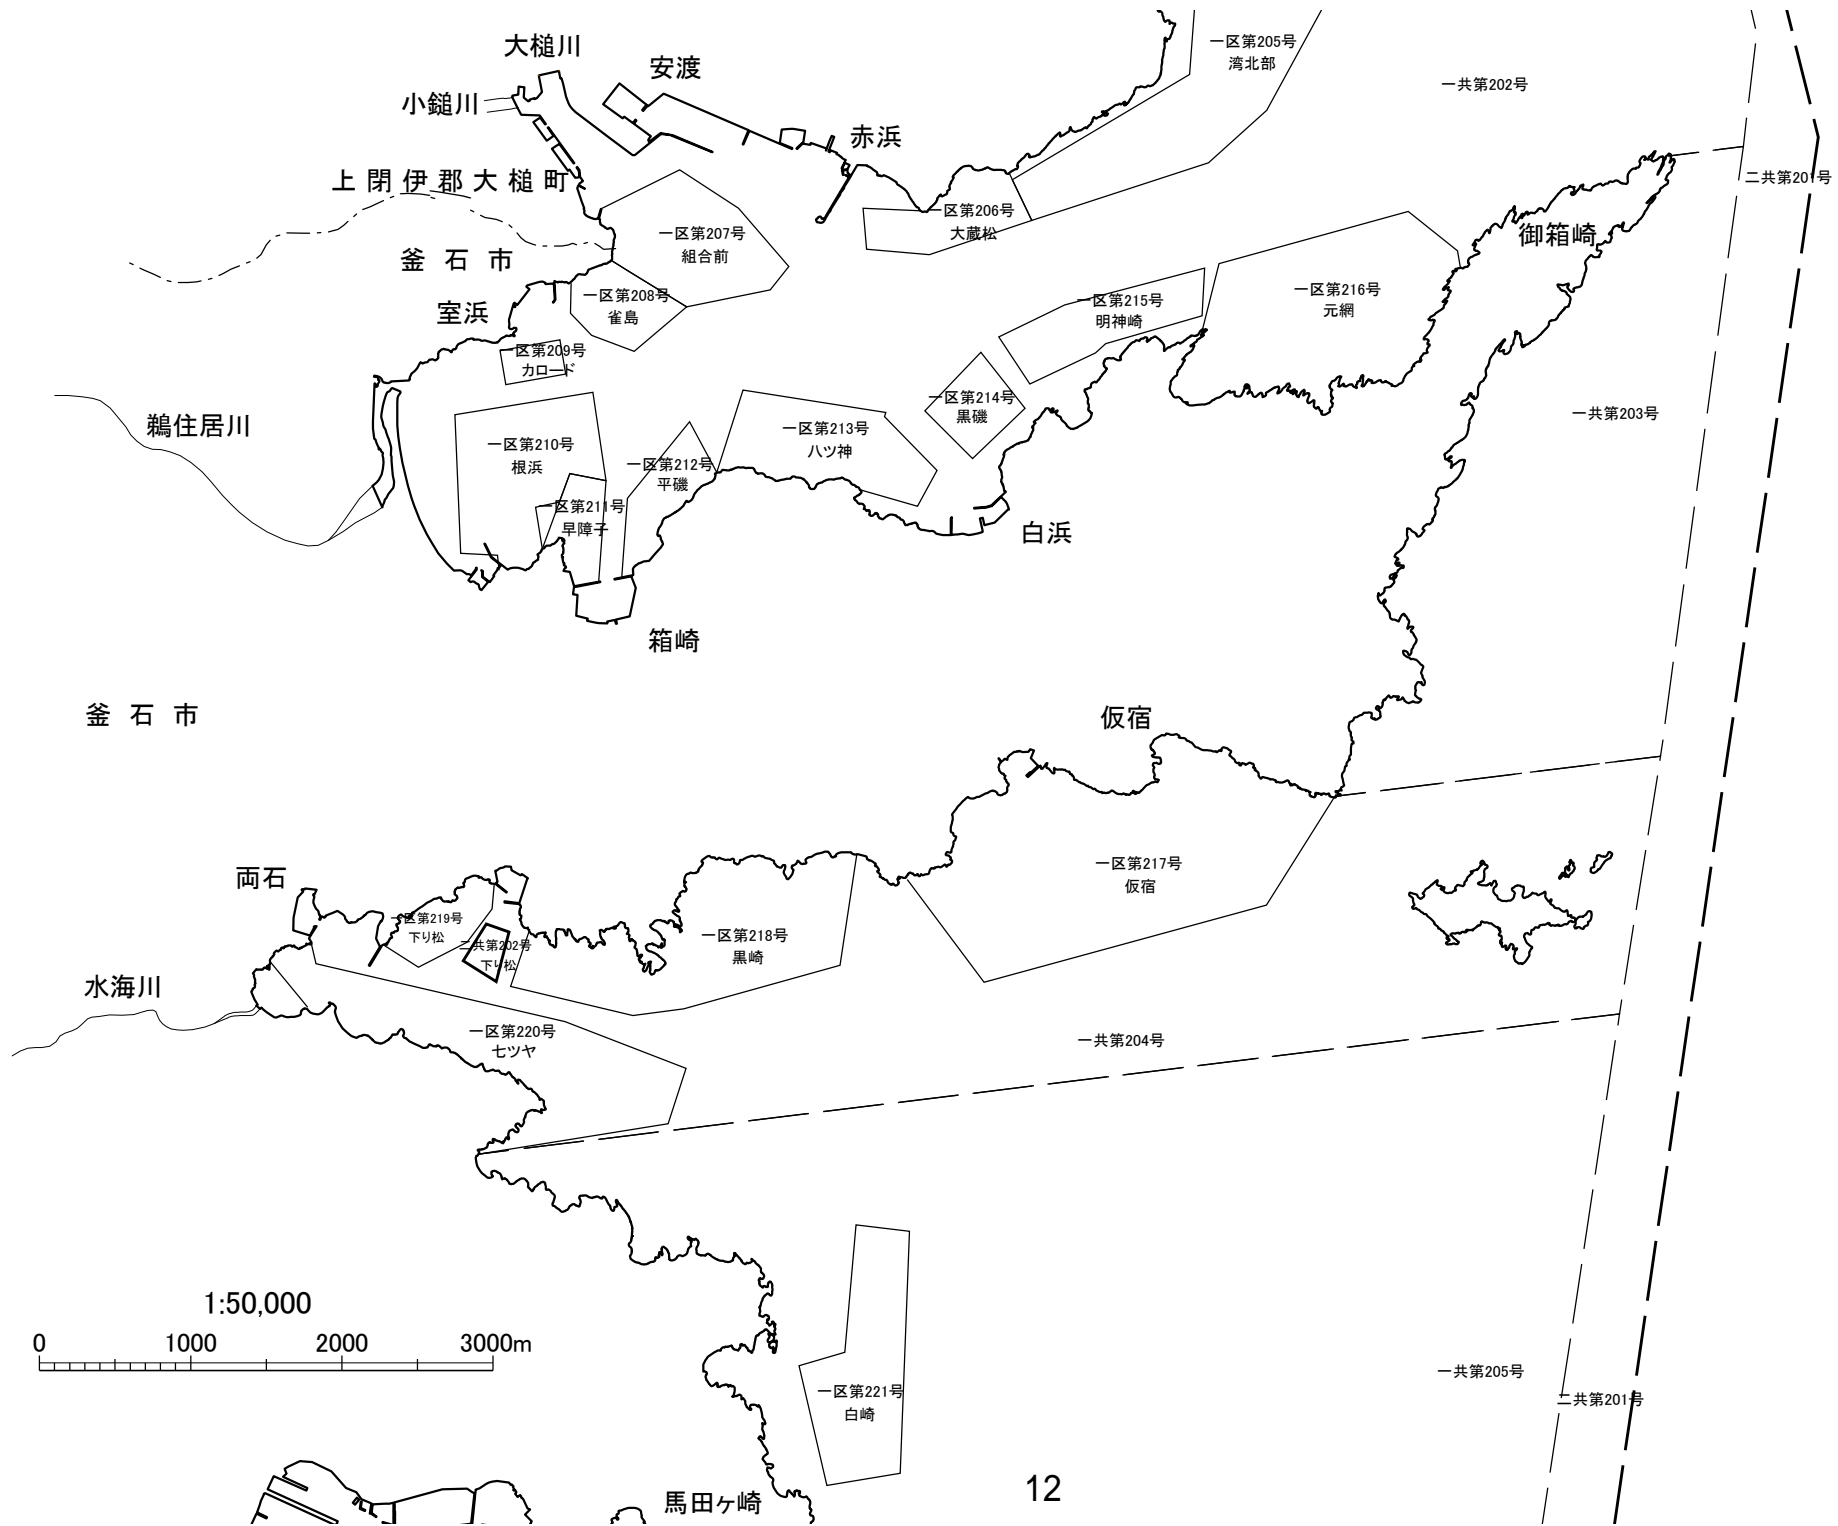 大槌川
安渡
一区第205号
湾北部
一共第202号
小鎚川
赤浜
上閉伊郡大槌町
二共第201号
一区第206号
大蔵松
御箱崎
一区第207号
組合前
釜石市
一区第208号
雀島
室浜
一区第215号
明神崎
一区第216号
元網
一区第209号
カロード
一区第214号
黒磯
一共第203号
鵜住居川
一区第210号
根浜
一区第213号
八ツ神
一区第212号
平磯
一区第211号
早障子
白浜
箱崎
釜石市
仮宿
一区第217号
仮宿
両石
一区第219号
下り松
二共第202号
下り松
一区第218号
黒崎
水海川
一区第220号
七ツヤ
一共第204号
1:50,000
0 1000 2000 3000m
一共第205号
二共第201号
一区第221号
白崎
馬田ヶ崎
12